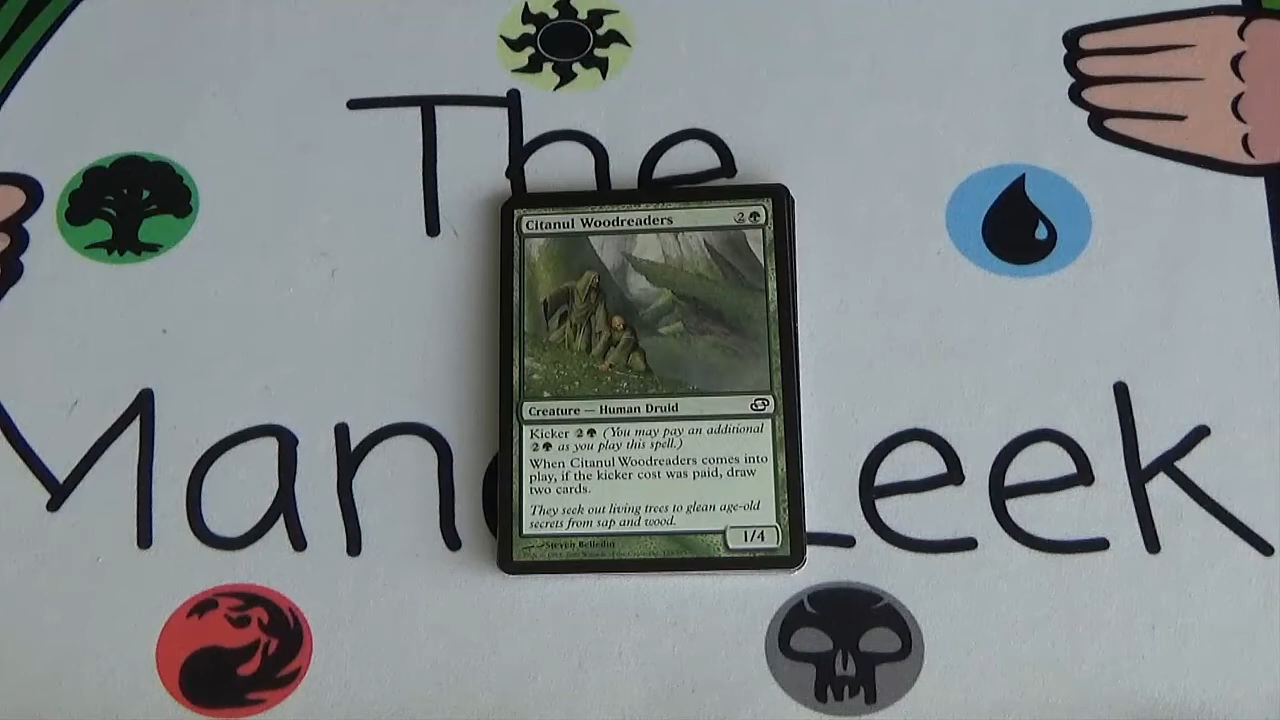 The
Mana Leek
Citanul Woodreaders 2
Creature — Human Druid
Kicker 2 (You may pay an additional
2 as you play this spell.)
When Citanul Woodreaders comes into
play, if the kicker cost was paid, draw
two cards.
They seek out living trees to glean age-old
secrets from sap and wood.
1/4
Steven Belledin